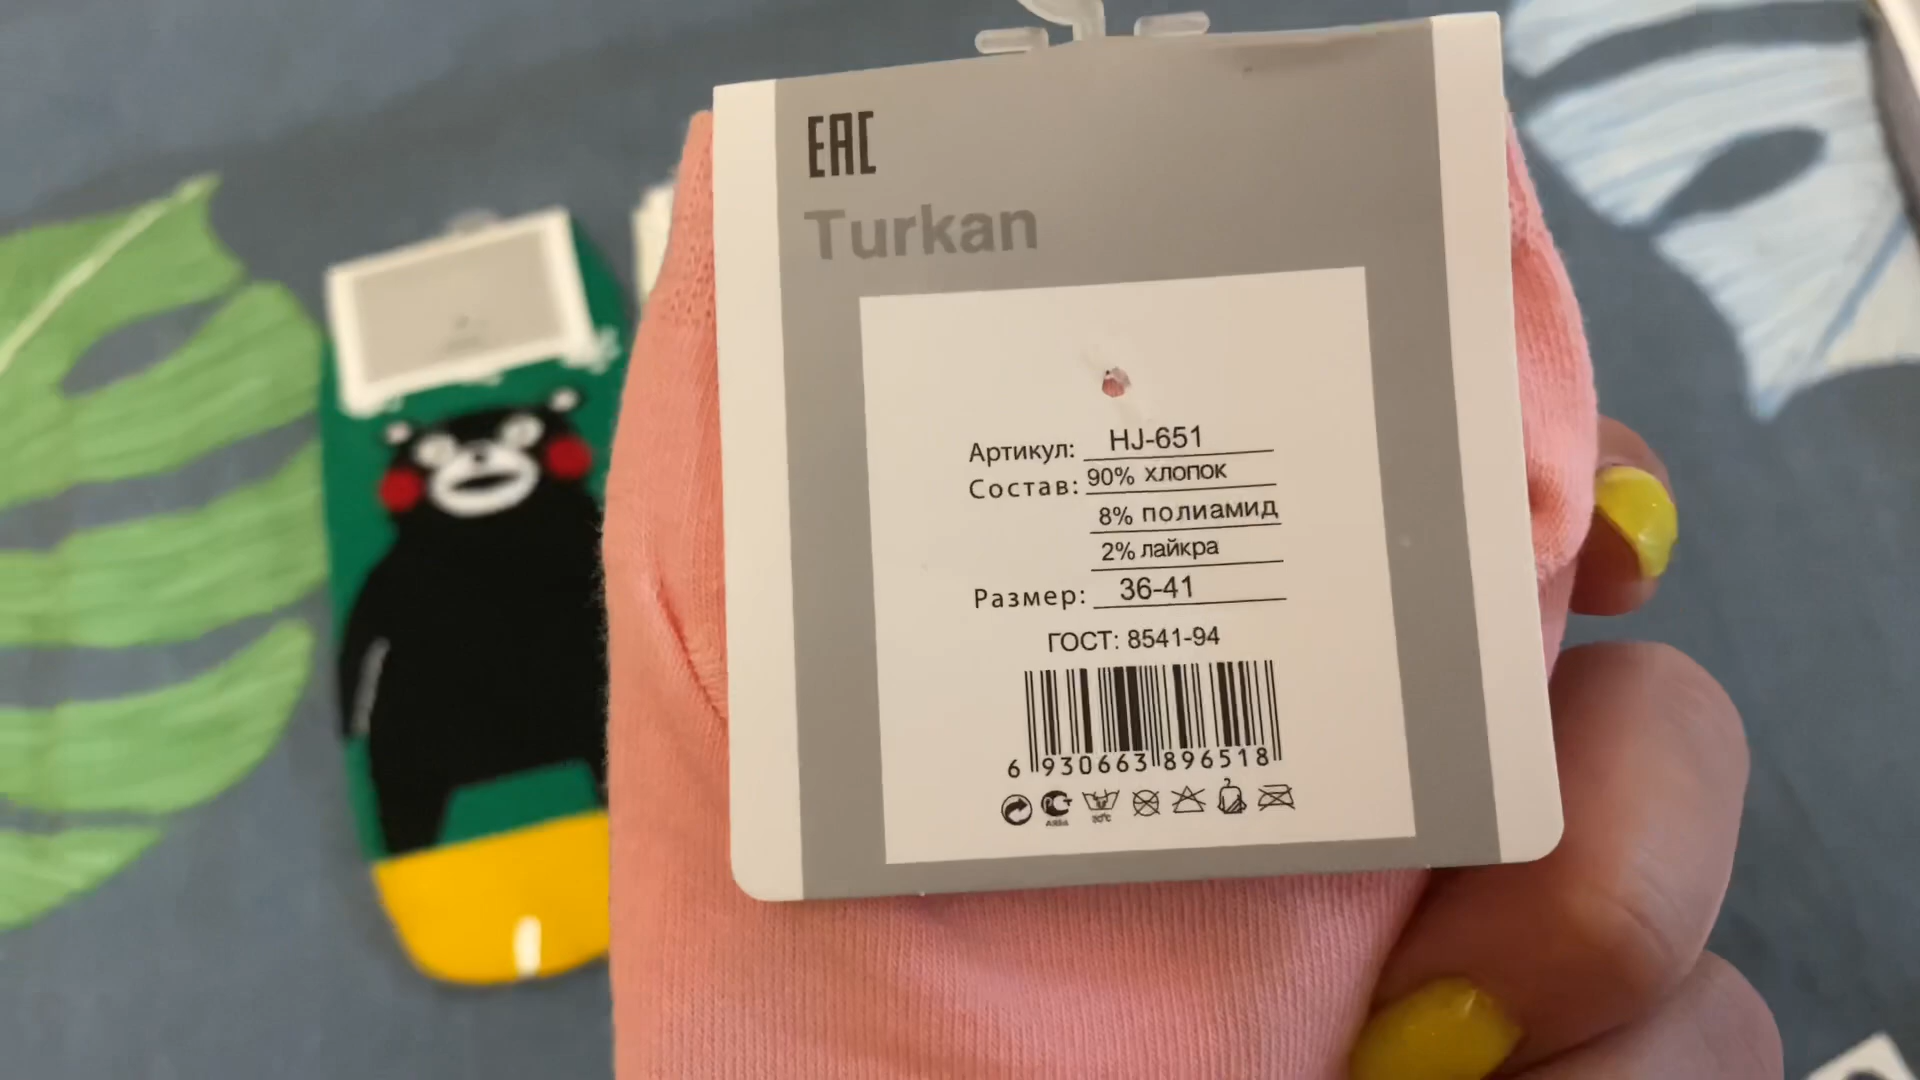 EAC
Turkan
Артикул: HJ-651
Состав: 90% хлопок
8% полиамид
2% лайкра
Размер: 36-41
ГОСТ: 8541-94
6 930663 896518
30°C